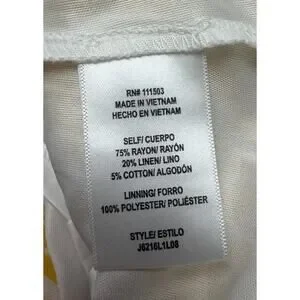 RN# 111503
MADE IN VIETNAM
HECHO EN VIETNAM
SELF/ CUERPO
75% RAYON/ RAYÓN
20% LINEN/ LINO
5% COTTON/ ALGODÓN
LINNING/ FORRO
100% POLYESTER/ POLIÉSTER
STYLE/ ESTILO
J6216L1L08